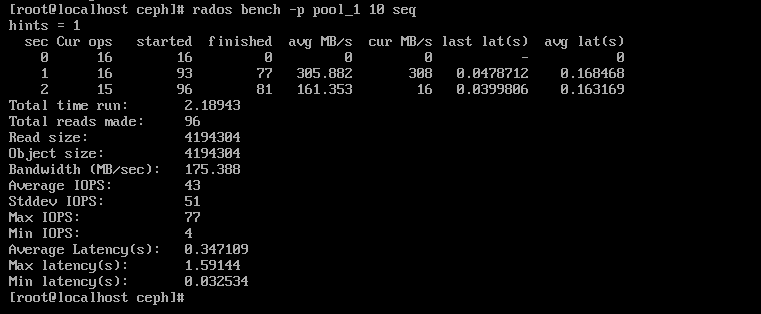 [root@localhost ceph]# rados bench -p pool_1 10 seq
hints = 1
  sec Cur ops   started  finished  avg MB/s  cur MB/s last lat(s)  avg lat(s)
    0      16        16         0         0         0           -           0
    1      16        93        77   305.882       308   0.0478712    0.168468
    2      15        96        81   161.353        16   0.0399806    0.163169
Total time run:       2.18943
Total reads made:     96
Read size:            4194304
Object size:          4194304
Bandwidth (MB/sec):   175.388
Average IOPS:         43
Stddev IOPS:          51
Max IOPS:             77
Min IOPS:             4
Average Latency(s):   0.347109
Max latency(s):       1.59144
Min latency(s):       0.032534
[root@localhost ceph]#